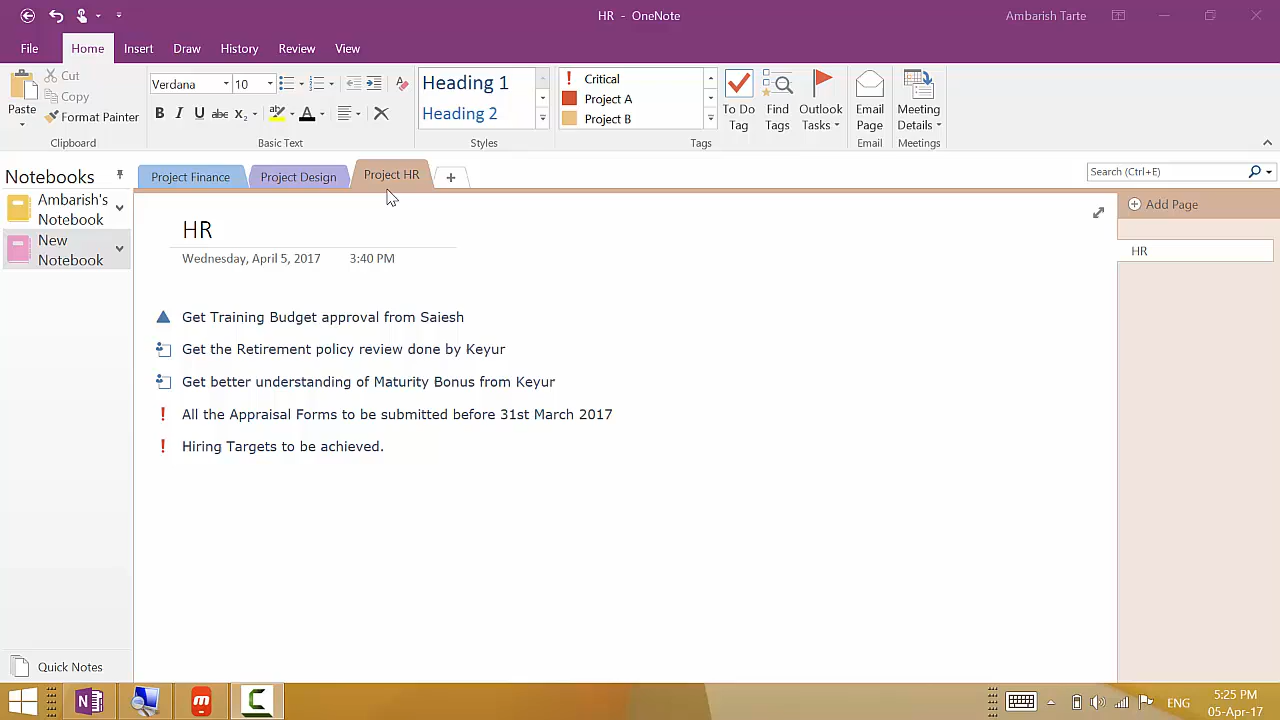 HR - OneNote
Ambarish Tarte
File
Home
Insert
Draw
History
Review
View
Paste
Cut
Copy
Format Painter
Clipboard
Verdana
10
B I U abc X₂ A
Basic Text
Heading 1
Heading 2
Styles
Critical
Project A
Project B
Tags
To Do
Tag
Find
Tags
Outlook
Tasks
Email
Page
Email
Meeting
Details
Meetings
Notebooks
Project Finance
Project Design
Project HR
Search (Ctrl+E)
Ambarish's
Notebook
New
Notebook
HR
Wednesday, April 5, 2017
3:40 PM
Get Training Budget approval from Saiesh
Get the Retirement policy review done by Keyur
Get better understanding of Maturity Bonus from Keyur
All the Appraisal Forms to be submitted before 31st March 2017
Hiring Targets to be achieved.
Add Page
HR
Quick Notes
ENG
5:25 PM
05-Apr-17